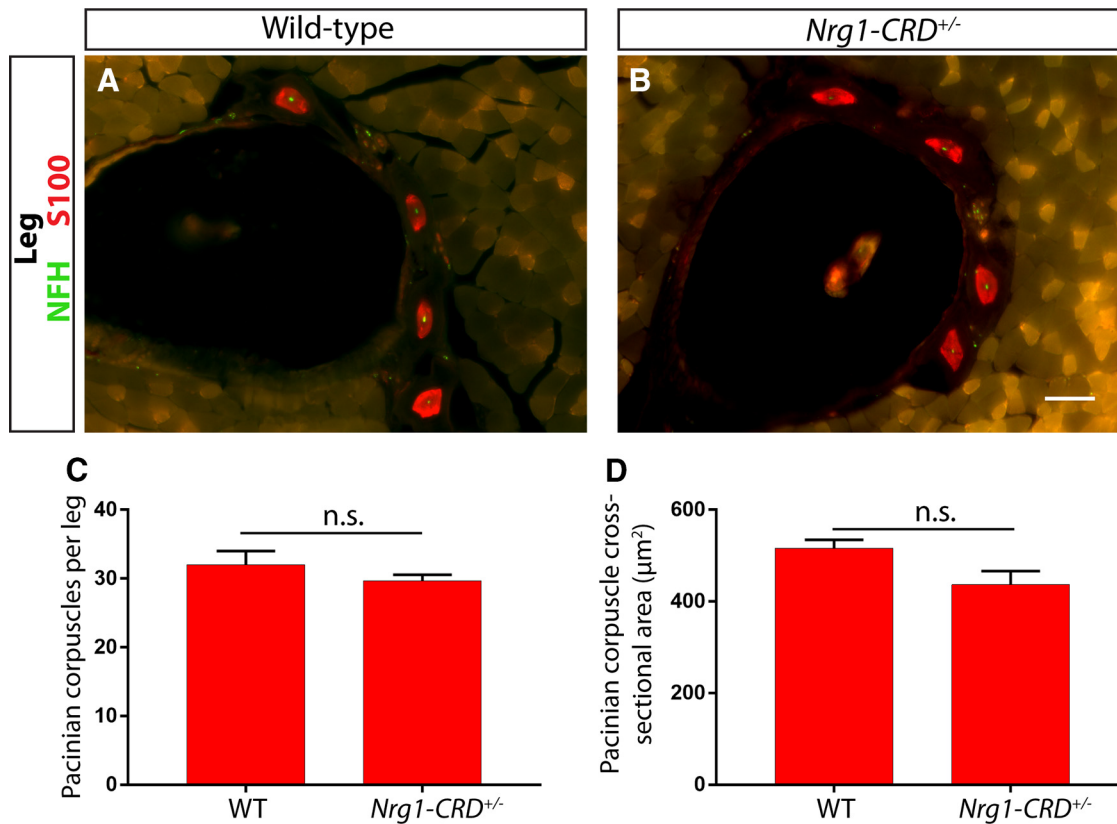 Wild-type
Nrg1-CRD+/-
Leg
NFH S100
A
B
C
Pacinian corpuscles per leg
40
30
20
10
0
n.s.
WT
Nrg1-CRD+/-
D
Pacinian corpuscle cross-
sectional area (µm²)
600
400
200
0
n.s.
WT
Nrg1-CRD+/-